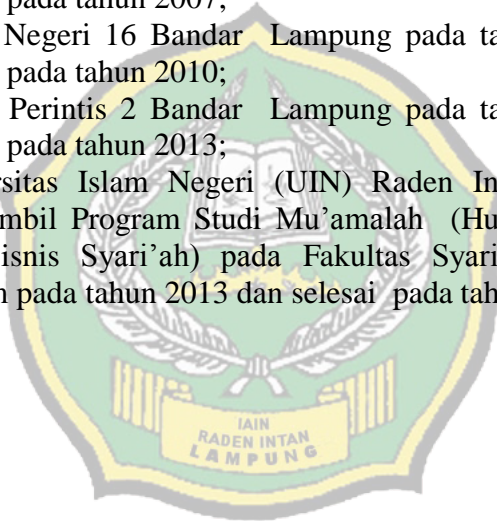 pada tahun 2007;
Negeri 16 Bandar Lampung pada ta
pada tahun 2010;
Perintis 2 Bandar Lampung pada ta
pada tahun 2013;
rsitas Islam Negeri (UIN) Raden In
mbil Program Studi Mu’amalah (Hu
isnis Syari’ah) pada Fakultas Syari
n pada tahun 2013 dan selesai pada tah
IAIN
RADEN INTAN
LAMPUNG